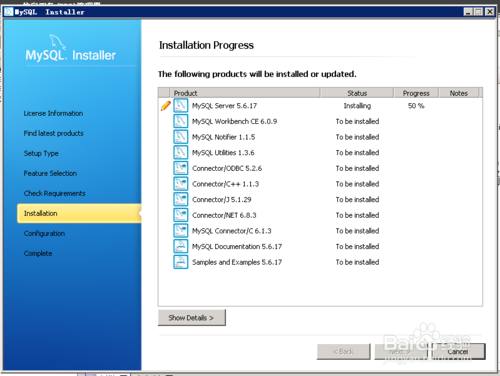 MySQL Installer
MySQL. Installer
License Information
Find latest products
Setup Type
Feature Selection
Check Requirements
Installation
Configuration
Complete
Installation Progress
The following products will be installed or updated.
Product Status Progress Notes
MySQL Server 5.6.17 Installing 50 %
MySQL Workbench CE 6.0.9 To be installed
MySQL Notifier 1.1.5 To be installed
MySQL Utilities 1.3.6 To be installed
Connector/ODBC 5.2.6 To be installed
Connector/C++ 1.1.3 To be installed
Connector/J 5.1.29 To be installed
Connector/NET 6.8.3 To be installed
MySQL Connector/C 6.1.3 To be installed
MySQL Documentation 5.6.17 To be installed
Samples and Examples 5.6.17 To be installed
Show Details >
< Back Next > Cancel
Baidu 经验